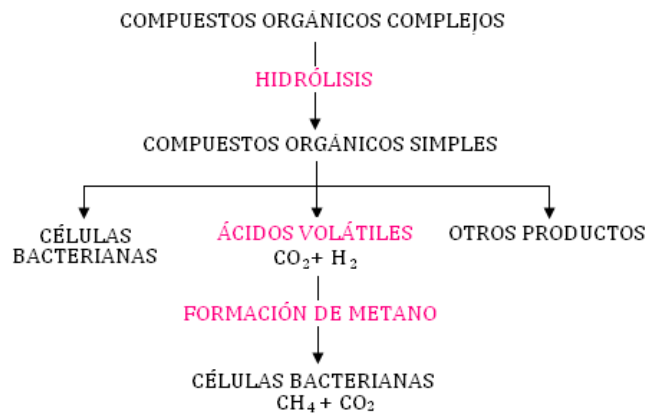 COMPUESTOS ORGÁNICOS COMPLEJOS
HIDRÓLISIS
COMPUESTOS ORGÁNICOS SIMPLES
CÉLULAS
BACTERIANAS
ÁCIDOS VOLÁTILES
CO₂ + H₂
OTROS PRODUCTOS
FORMACIÓN DE METANO
CÉLULAS BACTERIANAS
CH₄ + CO₂